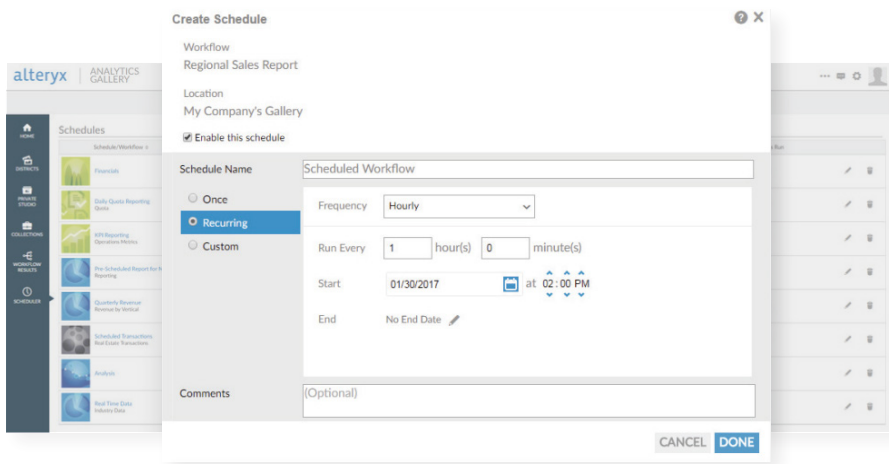 Create Schedule
Workflow
Regional Sales Report
Location
My Company's Gallery
Enable this schedule
Schedule Name
Scheduled Workflow
Once
Recurring
Custom
Frequency
Hourly
Run Every
1
hour(s)
0
minute(s)
Start
01/30/2017
at 02:00 PM
End
No End Date
Comments
(Optional)
CANCEL
DONE
alteryx
ANALYTICS
GALLERY
HOME
DISTRICTS
PRIVATE
STUDIO
COLLECTIONS
WORKFLOW
RESULTS
SCHEDULER
Schedules
Schedule/Workflow
Run
Financials
Daily Quota Reporting
Quota
KPI Reporting
Operations Metrics
Pre-Scheduled Report for
Reporting
Quarterly Revenue
Revenue by Vertical
Scheduled Transactions
Real Estate Transactions
Analysis
Real Time Data
Industry Data